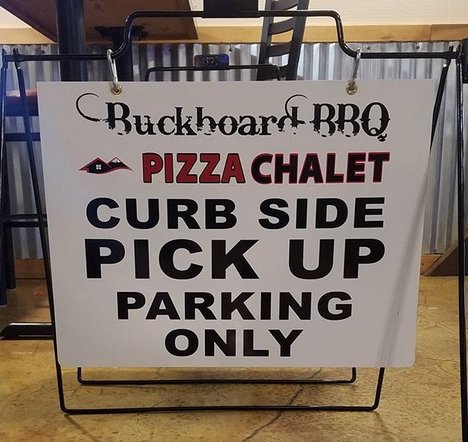 Buckboard BBQ
PIZZA CHALET
CURB SIDE
PICK UP
PARKING
ONLY